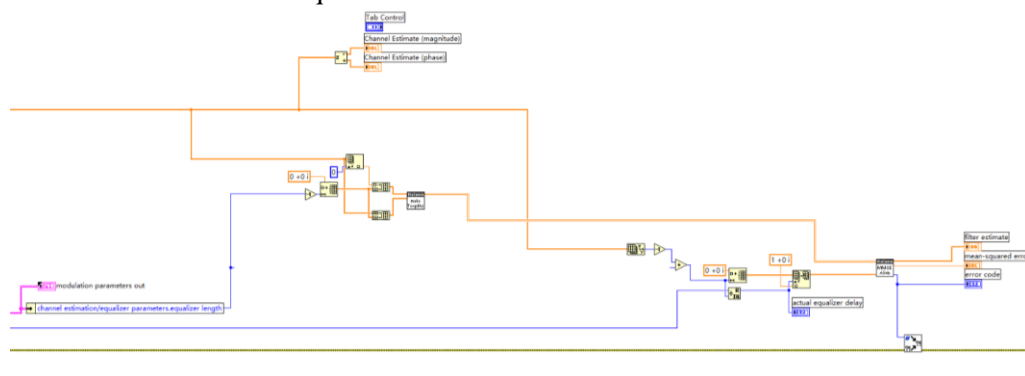 Tab Control
Channel Estimate (magnitude)
Channel Estimate (phase)
0
0 +0 i
filter estimate
mean-squared erro
0 +0 i
1 +0 i
error code
modulation parameters out
channel estimation/equalizer parameters.equalizer length
actual equalizer delay